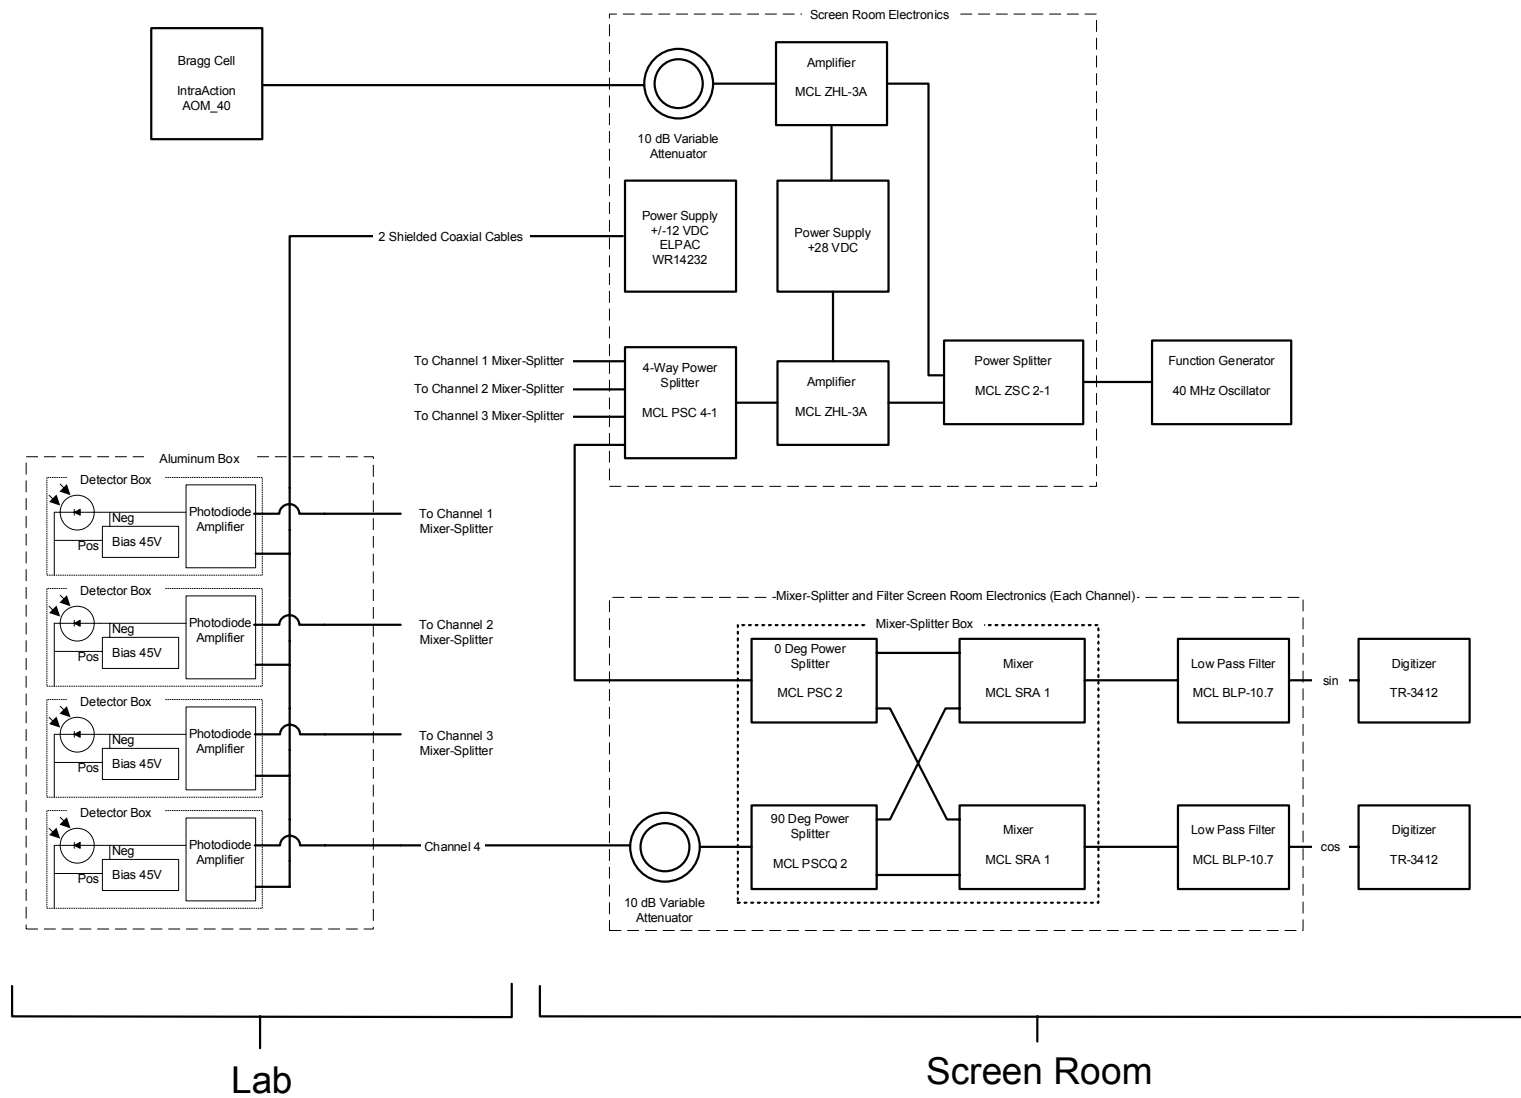 Screen Room Electronics
Bragg Cell
IntraAction
AOM_40
10 dB Variable
Attenuator
Amplifier
MCL ZHL-3A
Power Supply
+/-12 VDC
ELPAC
WR14232
Power Supply
+28 VDC
2 Shielded Coaxial Cables
To Channel 1 Mixer-Splitter
To Channel 2 Mixer-Splitter
To Channel 3 Mixer-Splitter
4-Way Power
Splitter
MCL PSC 4-1
Amplifier
MCL ZHL-3A
Power Splitter
MCL ZSC 2-1
Function Generator
40 MHz Oscillator
Aluminum Box
Detector Box
Neg
Pos
Bias 45V
Photodiode
Amplifier
To Channel 1
Mixer-Splitter
Detector Box
Neg
Pos
Bias 45V
Photodiode
Amplifier
To Channel 2
Mixer-Splitter
Detector Box
Neg
Pos
Bias 45V
Photodiode
Amplifier
To Channel 3
Mixer-Splitter
Detector Box
Neg
Pos
Bias 45V
Photodiode
Amplifier
Channel 4
Mixer-Splitter and Filter Screen Room Electronics (Each Channel)
Mixer-Splitter Box
0 Deg Power
Splitter
MCL PSC 2
Mixer
MCL SRA 1
Low Pass Filter
MCL BLP-10.7
sin
Digitizer
TR-3412
10 dB Variable
Attenuator
90 Deg Power
Splitter
MCL PSCQ 2
Mixer
MCL SRA 1
Low Pass Filter
MCL BLP-10.7
cos
Digitizer
TR-3412
Lab
Screen Room